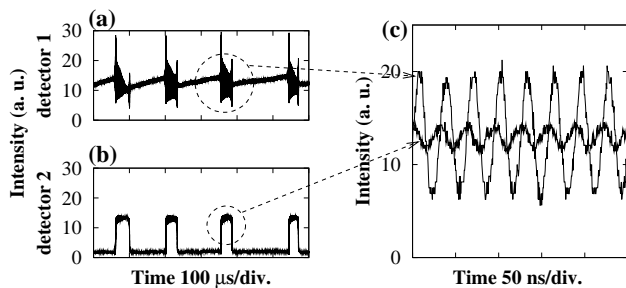 (a)
30
20
10
0
Intensity (a. u.)
detector 1
(b)
30
20
10
0
detector 2
Time 100 μs/div.
(c)
20
10
0
Intensity (a. u.)
Time 50 ns/div.